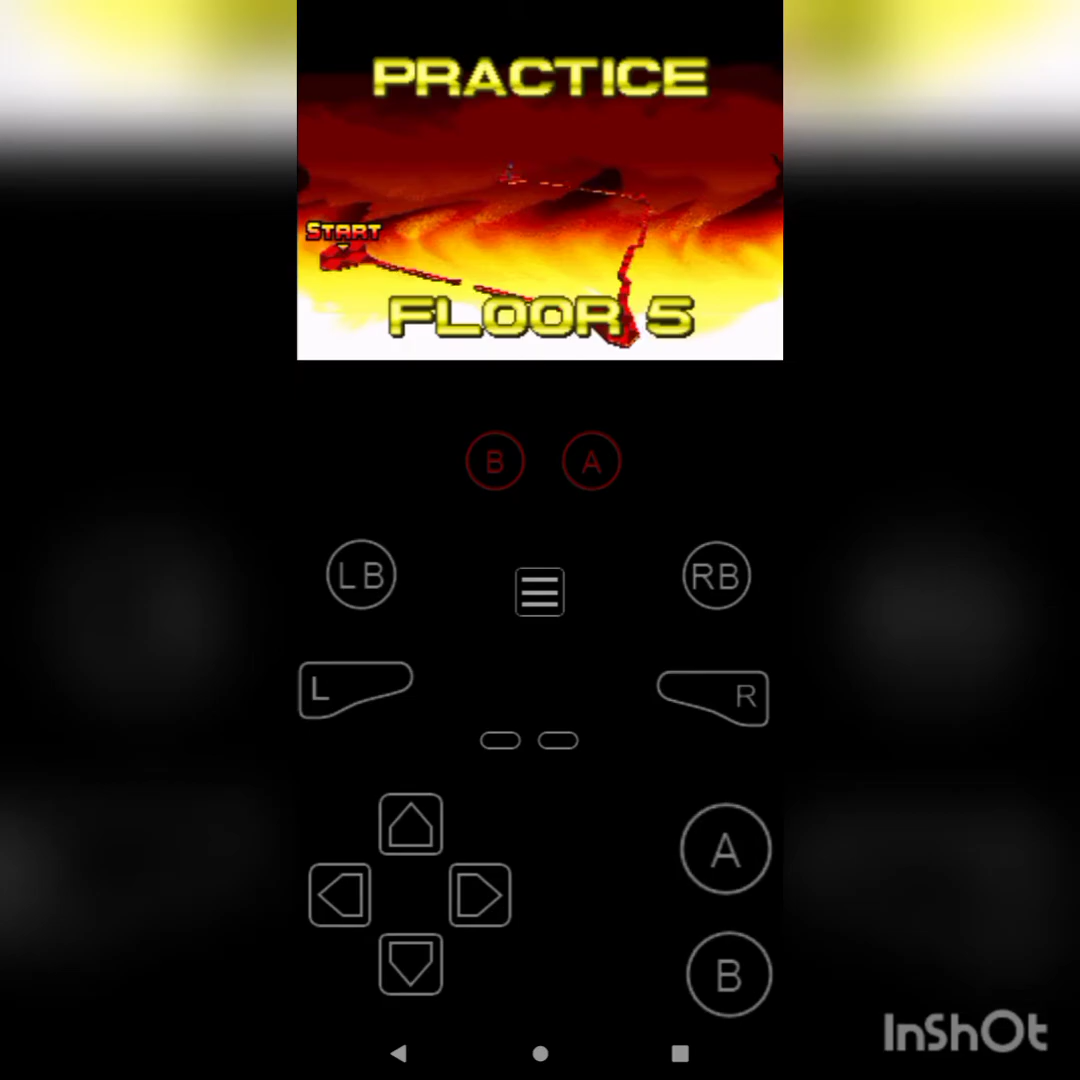 PRACTICE
START
FLOOR 5
B A
LB RB
L R
A
B
InShOt